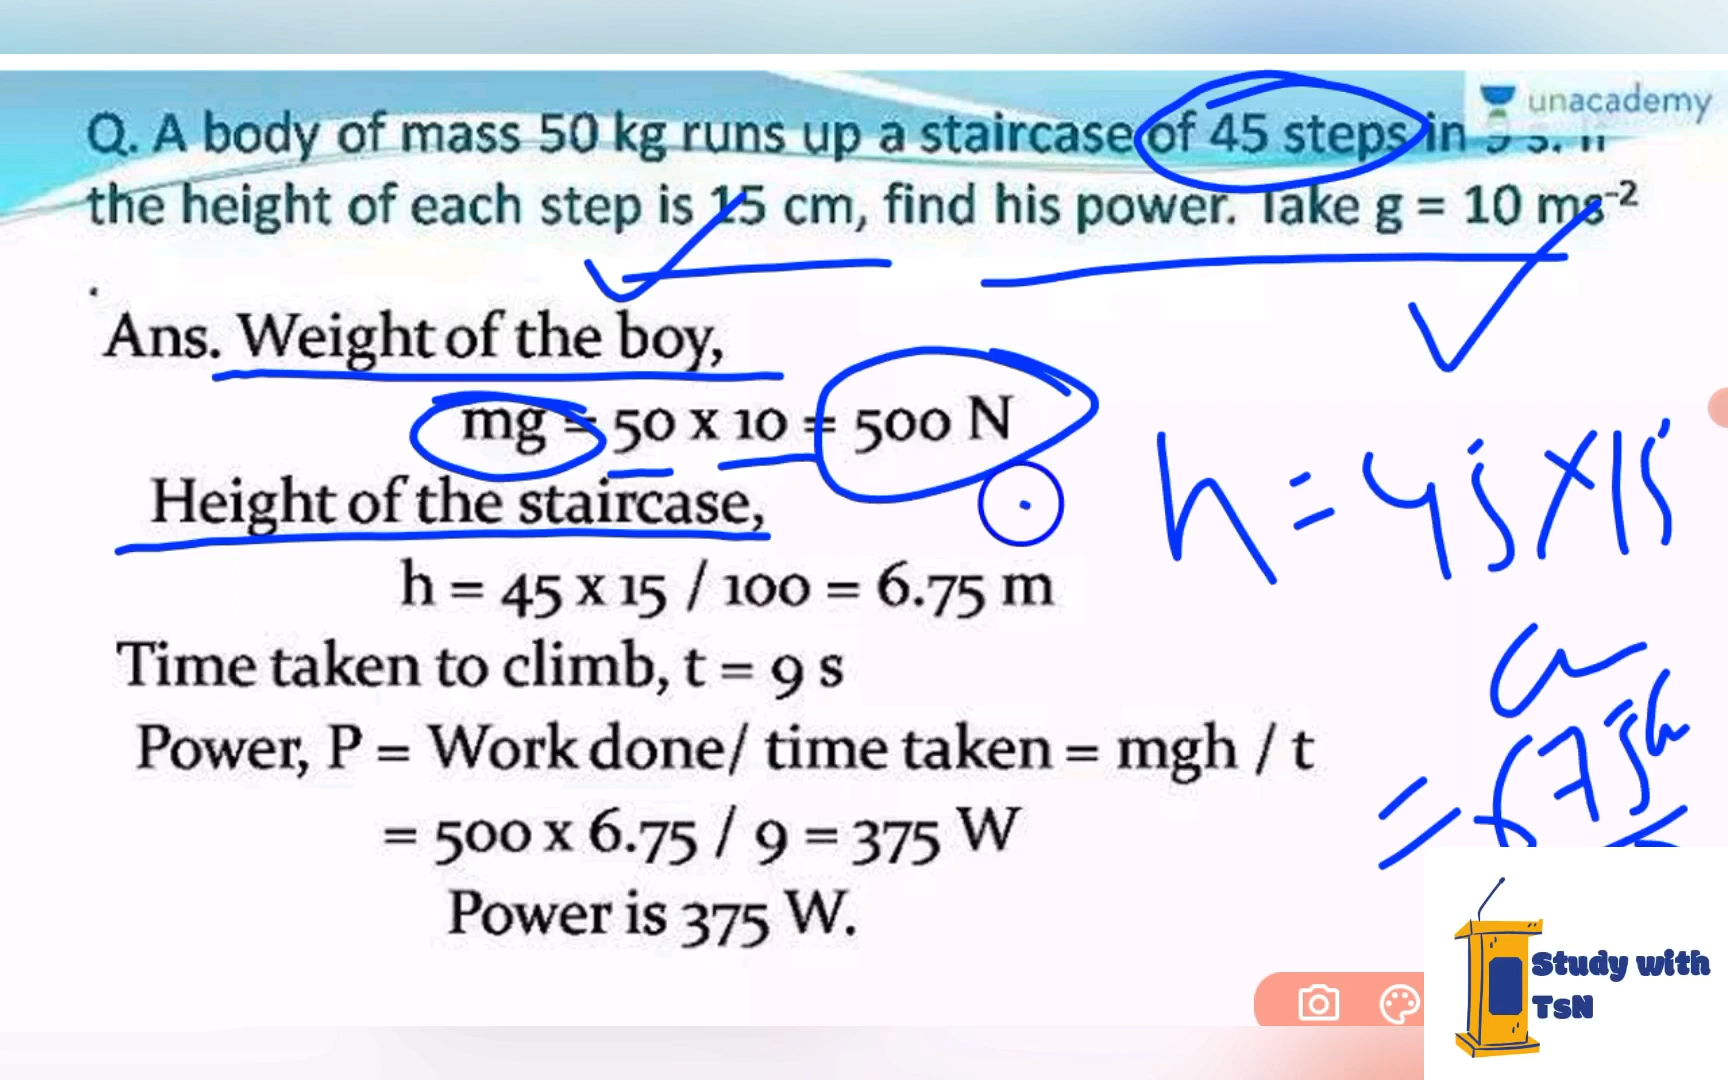 unacademy
Q. A body of mass 50 kg runs up a staircase of 45 steps in 9 s. If
the height of each step is 15 cm, find his power. Take g = 10 ms⁻²
.
Ans. Weight of the boy,
mg = 50 x 10 = 500 N
Height of the staircase,
h = 45 x 15 / 100 = 6.75 m
Time taken to climb, t = 9 s
Power, P = Work done/ time taken = mgh / t
= 500 x 6.75 / 9 = 375 W
Power is 375 W.
h = 45 × 15
= 675
Study with
TsN